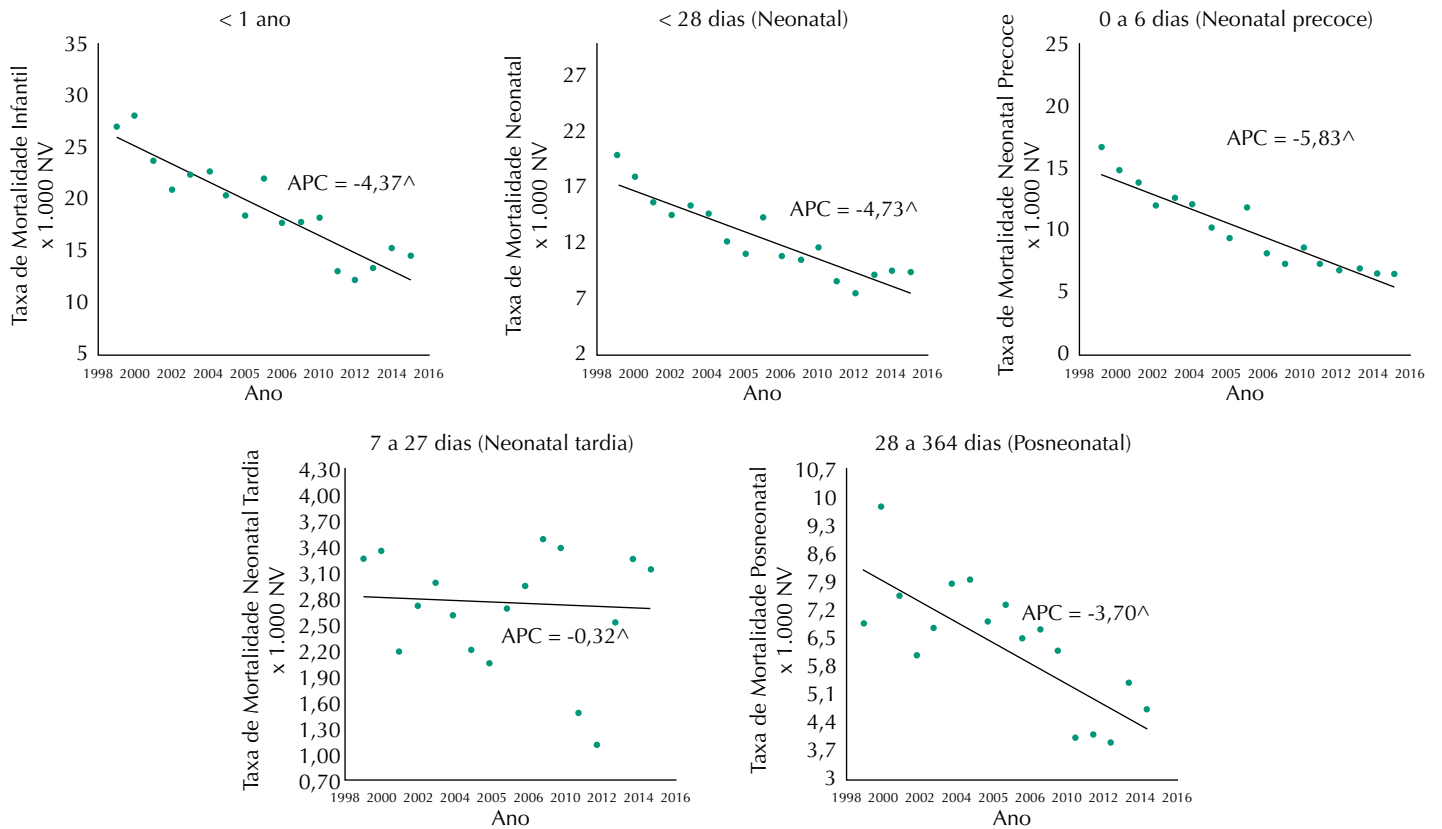 < 1 ano
Taxa de Mortalidade Infantil
x 1.000 NV
35
30
25
20
15
10
5
APC = -4,37^
1998 2000 2002 2004 2005 2006 2010 2012 2014 2016
Ano
< 28 dias (Neonatal)
Taxa de Mortalidade Neonatal
x 1.000 NV
27
22
17
12
7
2
APC = -4,73^
1998 2000 2002 2004 2005 2006 2010 2012 2014 2016
Ano
0 a 6 dias (Neonatal precoce)
Taxa de Mortalidade Neonatal Precoce
x 1.000 NV
25
20
15
10
5
0
APC -5,83^
1998 2000 2002 2004 2005 2006 2010 2012 2014 2016
Ano
7 a 27 dias (Neonatal tardia)
Taxa de Mortalidade Neonatal Tardia
x 1.000 NV
4,30
4,00
3,70
3,40
3,10
2,80
2,50
2,20
1,90
1,60
1,30
1,00
0,70
APC = -0,32^
1998 2000 2002 2004 2005 2006 2010 2012 2014 2016
Ano
28 a 364 dias (Posneonatal)
Taxa de Mortalidade Posneonatal
x 1.000 NV
10,7
10
9,3
8,6
7,9
7,2
6,5
5,8
5,1
4,4
3,7
3
APC = -3,70^
1998 2000 2002 2004 2005 2006 2010 2012 2014 2016
Ano